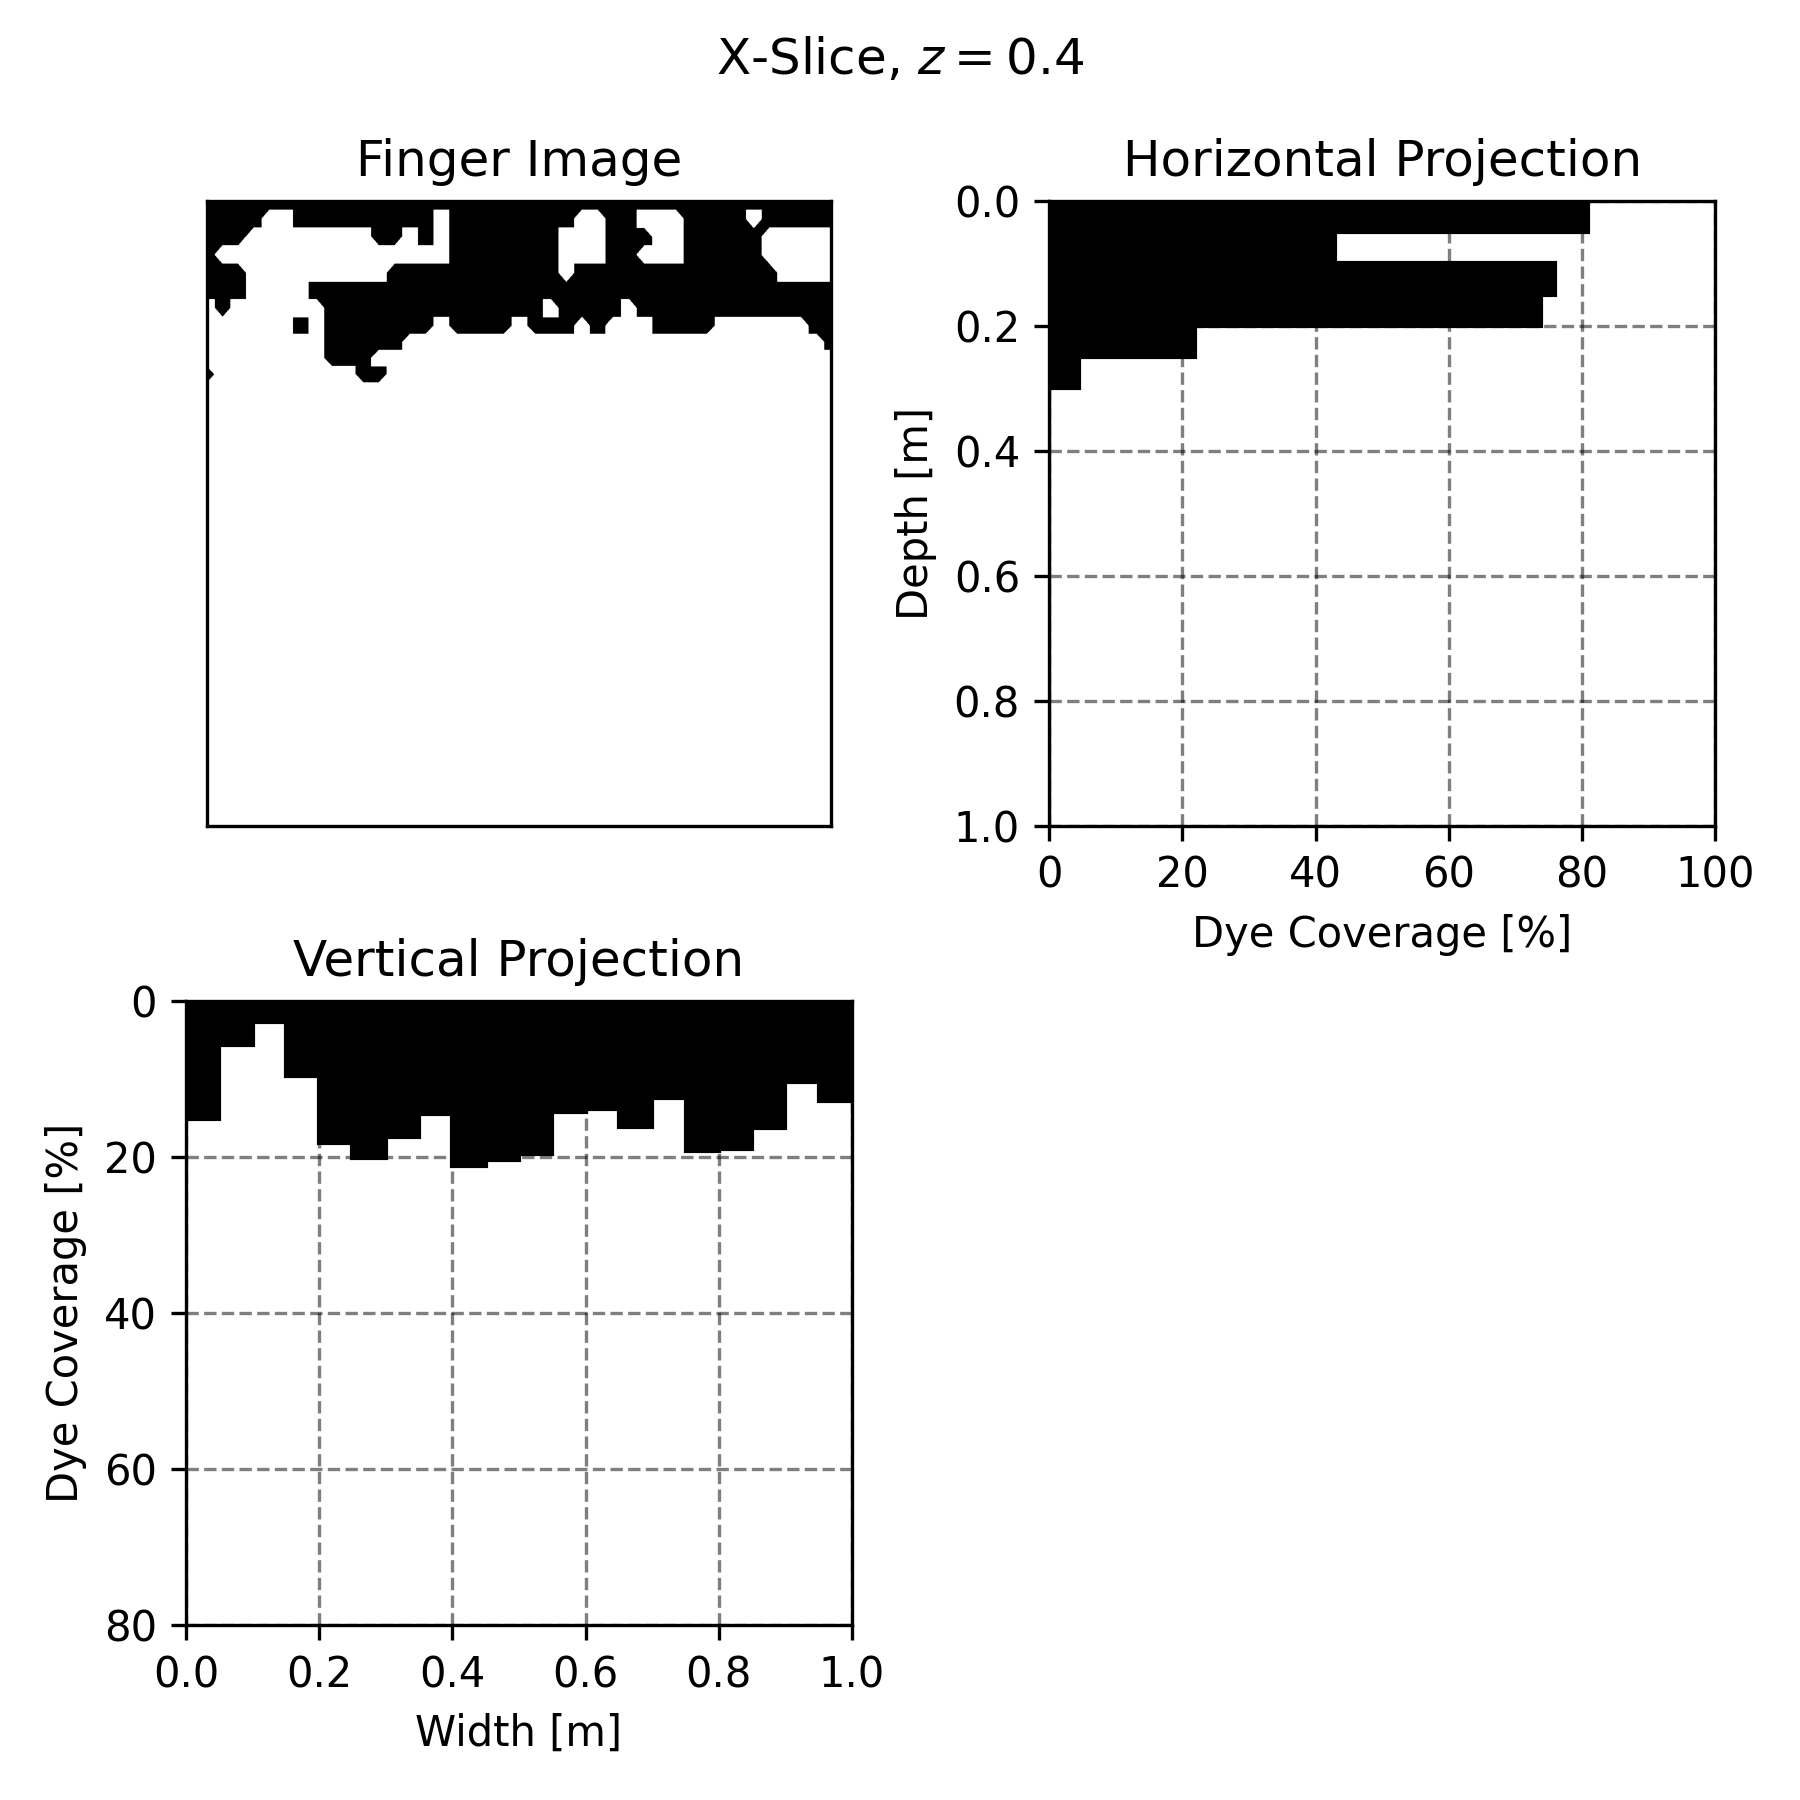 X-Slice, z = 0.4
Finger Image
Horizontal Projection
0.0
0.2
0.4
0.6
0.8
1.0
Depth [m]
0 20 40 60 80 100
Dye Coverage [%]
Vertical Projection
0
20
40
60
80
Dye Coverage [%]
0.0 0.2 0.4 0.6 0.8 1.0
Width [m]